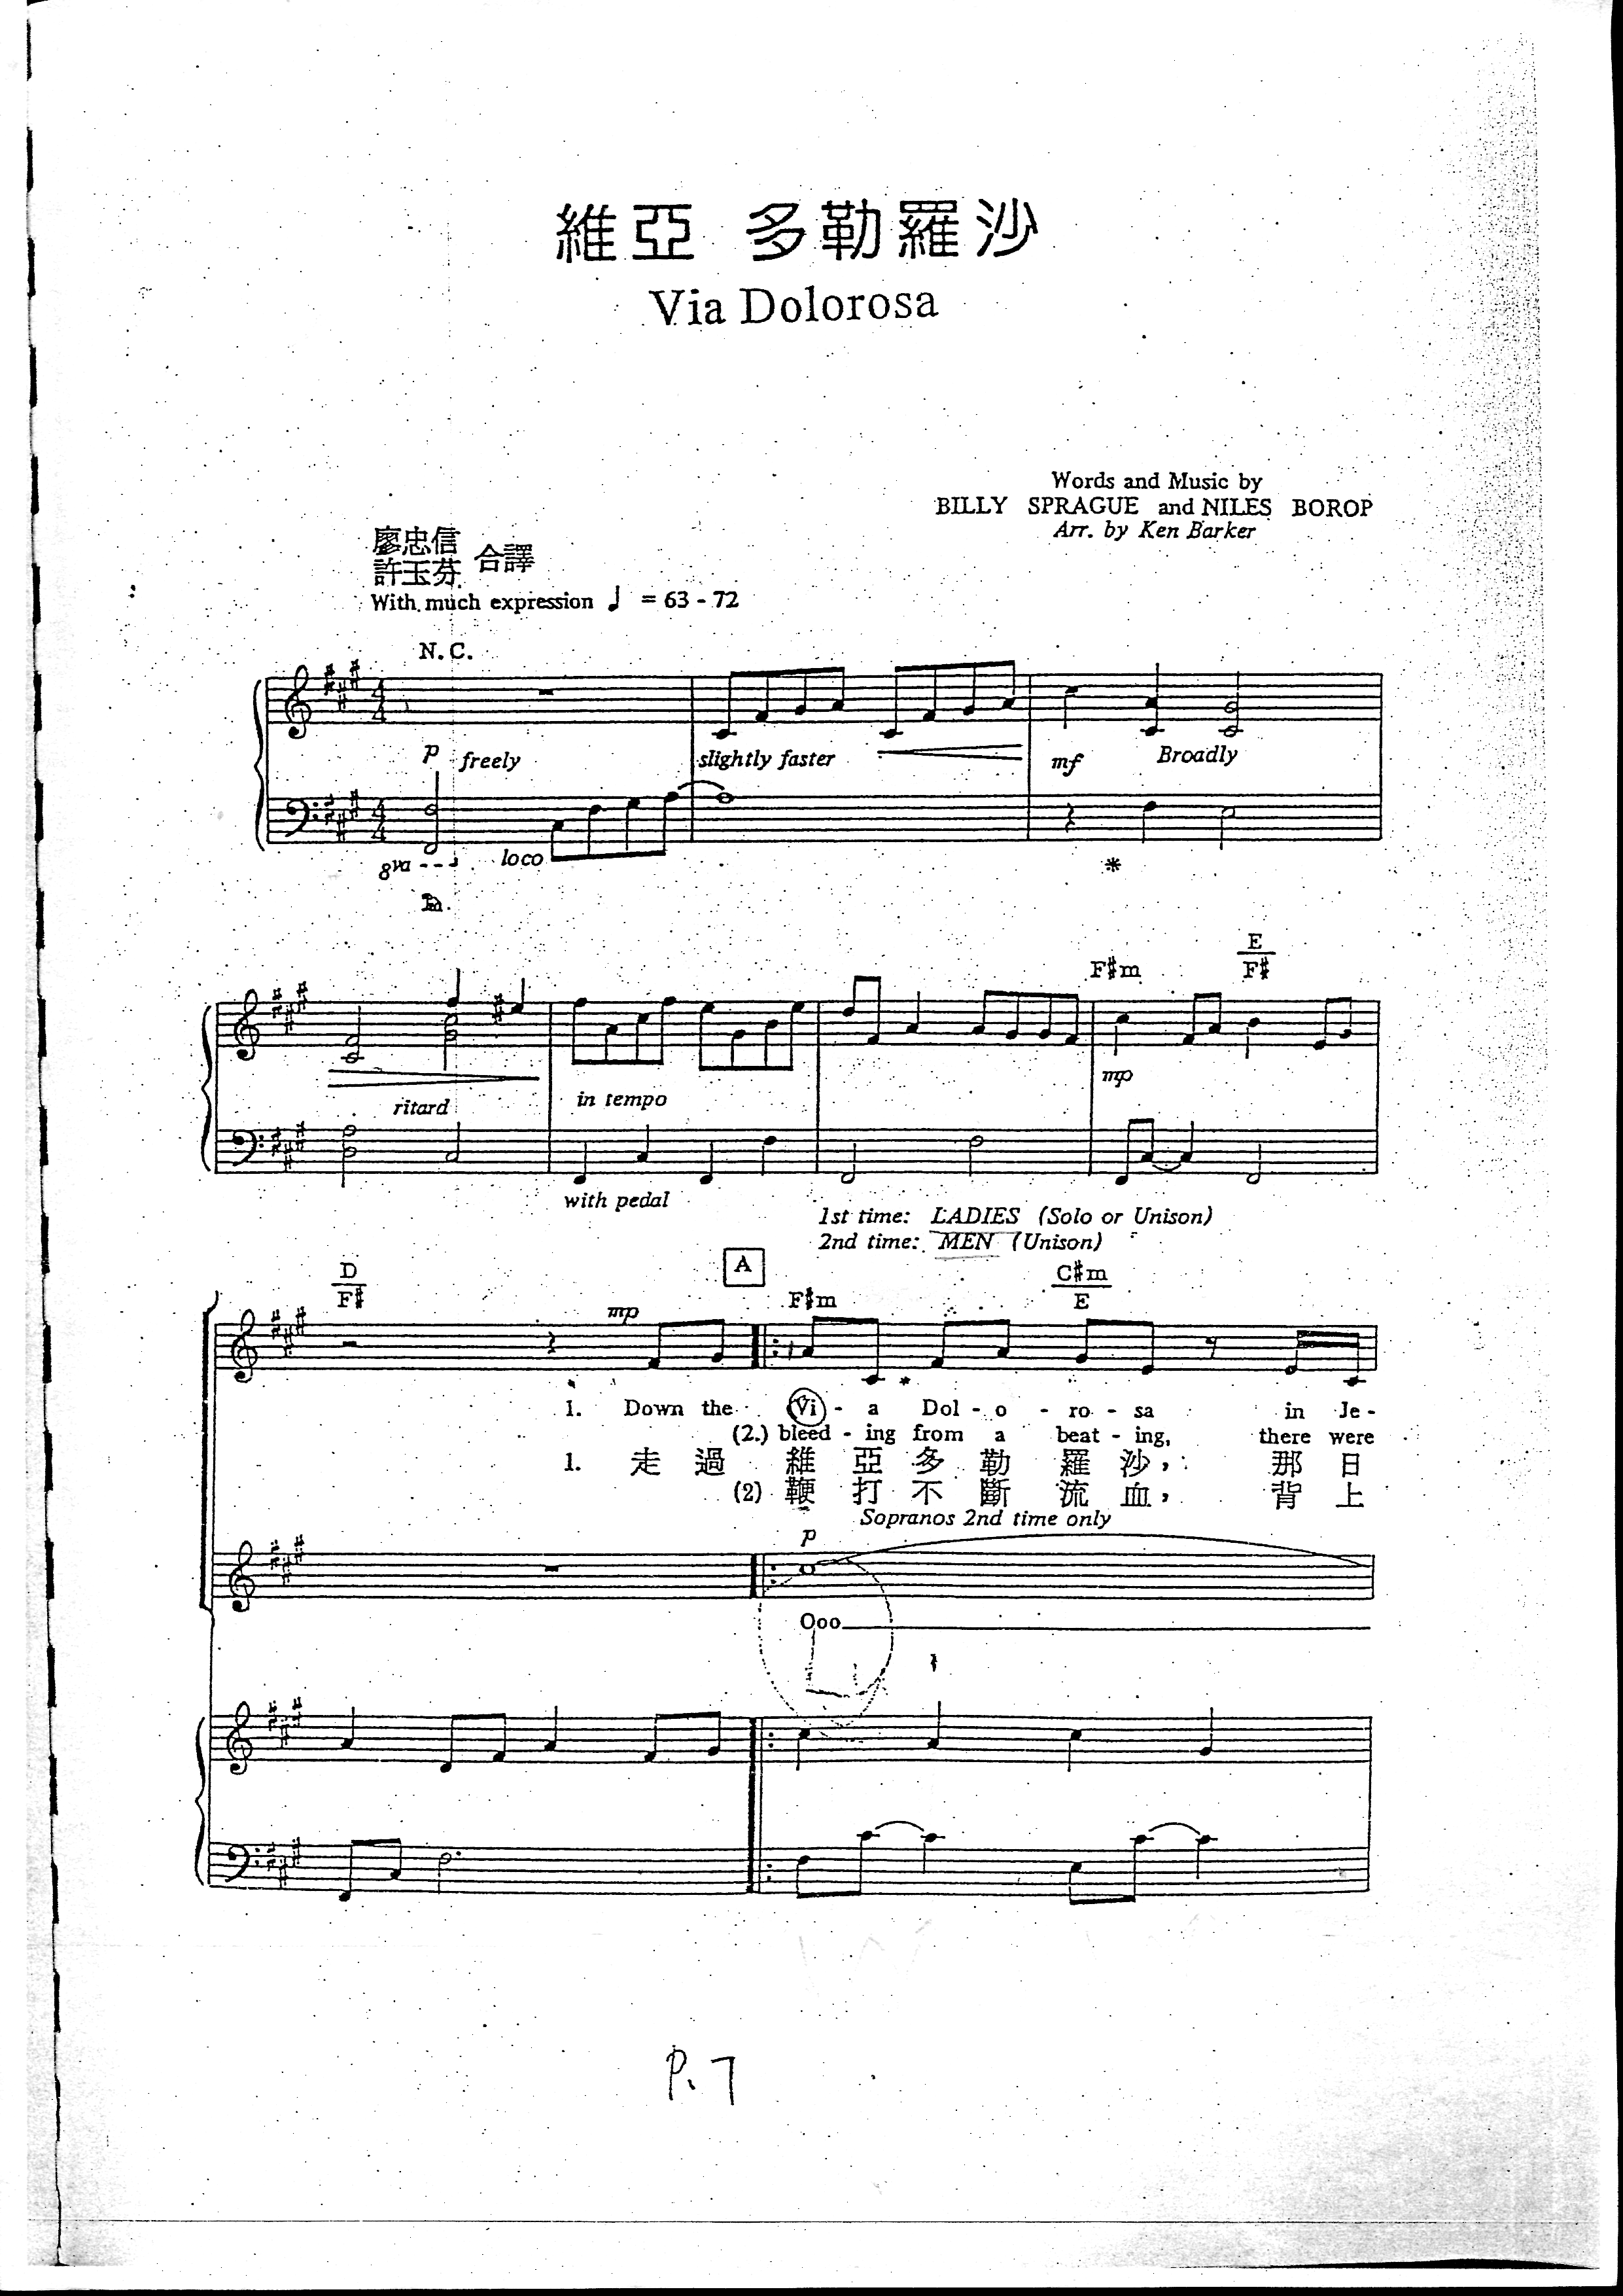 維亞 多勒羅沙
Via Dolorosa
Words and Music by
BILLY SPRAGUE and NILES BOROP
Arr. by Ken Barker
廖忠信
許玉芬 合譯
With much expression ♩ = 63 - 72
N.C.
p freely slightly faster mf Broadly
8va loco
F#m E/F#
mp
ritard in tempo
with pedal
1st time: LADIES (Solo or Unison)
2nd time: MEN (Unison)
A
D/F# mp F#m C#m/E
1. Down the Vi - a Dol - o - ro - sa in Je -
(2.) bleed - ing from a beat - ing, there were
1. 走過 維亞多勒羅沙， 那日
(2) 鞭打不斷流血， 背上
Sopranos 2nd time only
p
Ooo
P.7